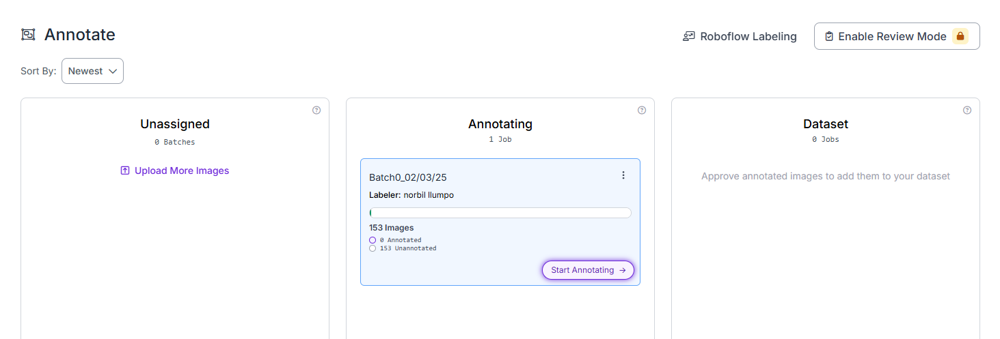 Annotate
Roboflow Labeling
Enable Review Mode
Sort By: Newest
Unassigned
0 Batches
Upload More Images
Annotating
1 Job
Batch0_02/03/25
Labeler: norbil llumpo
153 Images
0 Annotated
153 Unannotated
Start Annotating →
Dataset
0 Jobs
Approve annotated images to add them to your dataset